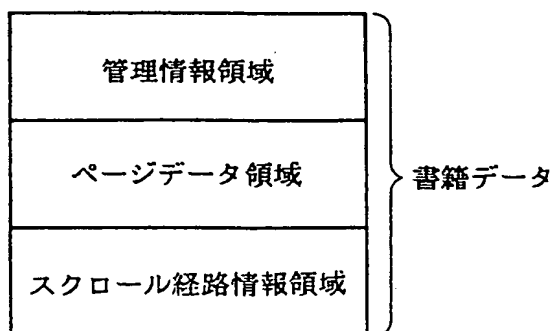 管理情報領域
ページデータ領域
書籍データ
スクロール経路情報領域